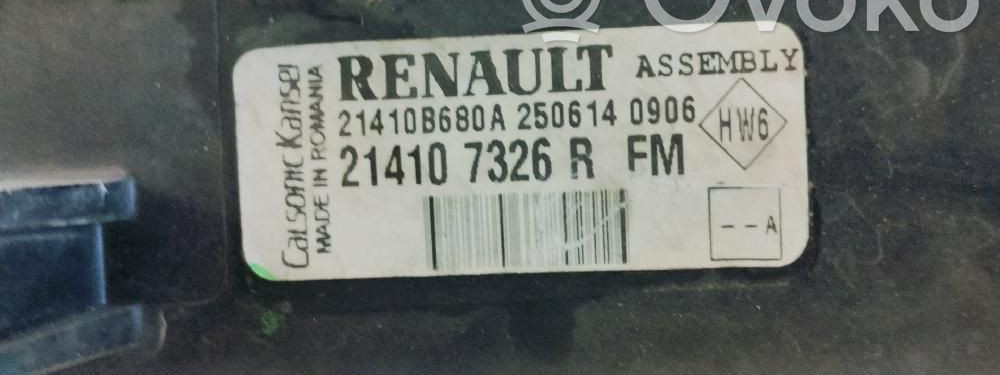 Ovoko
Calsonic Kansei
MADE IN ROMANIA
RENAULT ASSEMBLY
21410B680A 250614 0906
21410 7326 R FM
HW6
--A